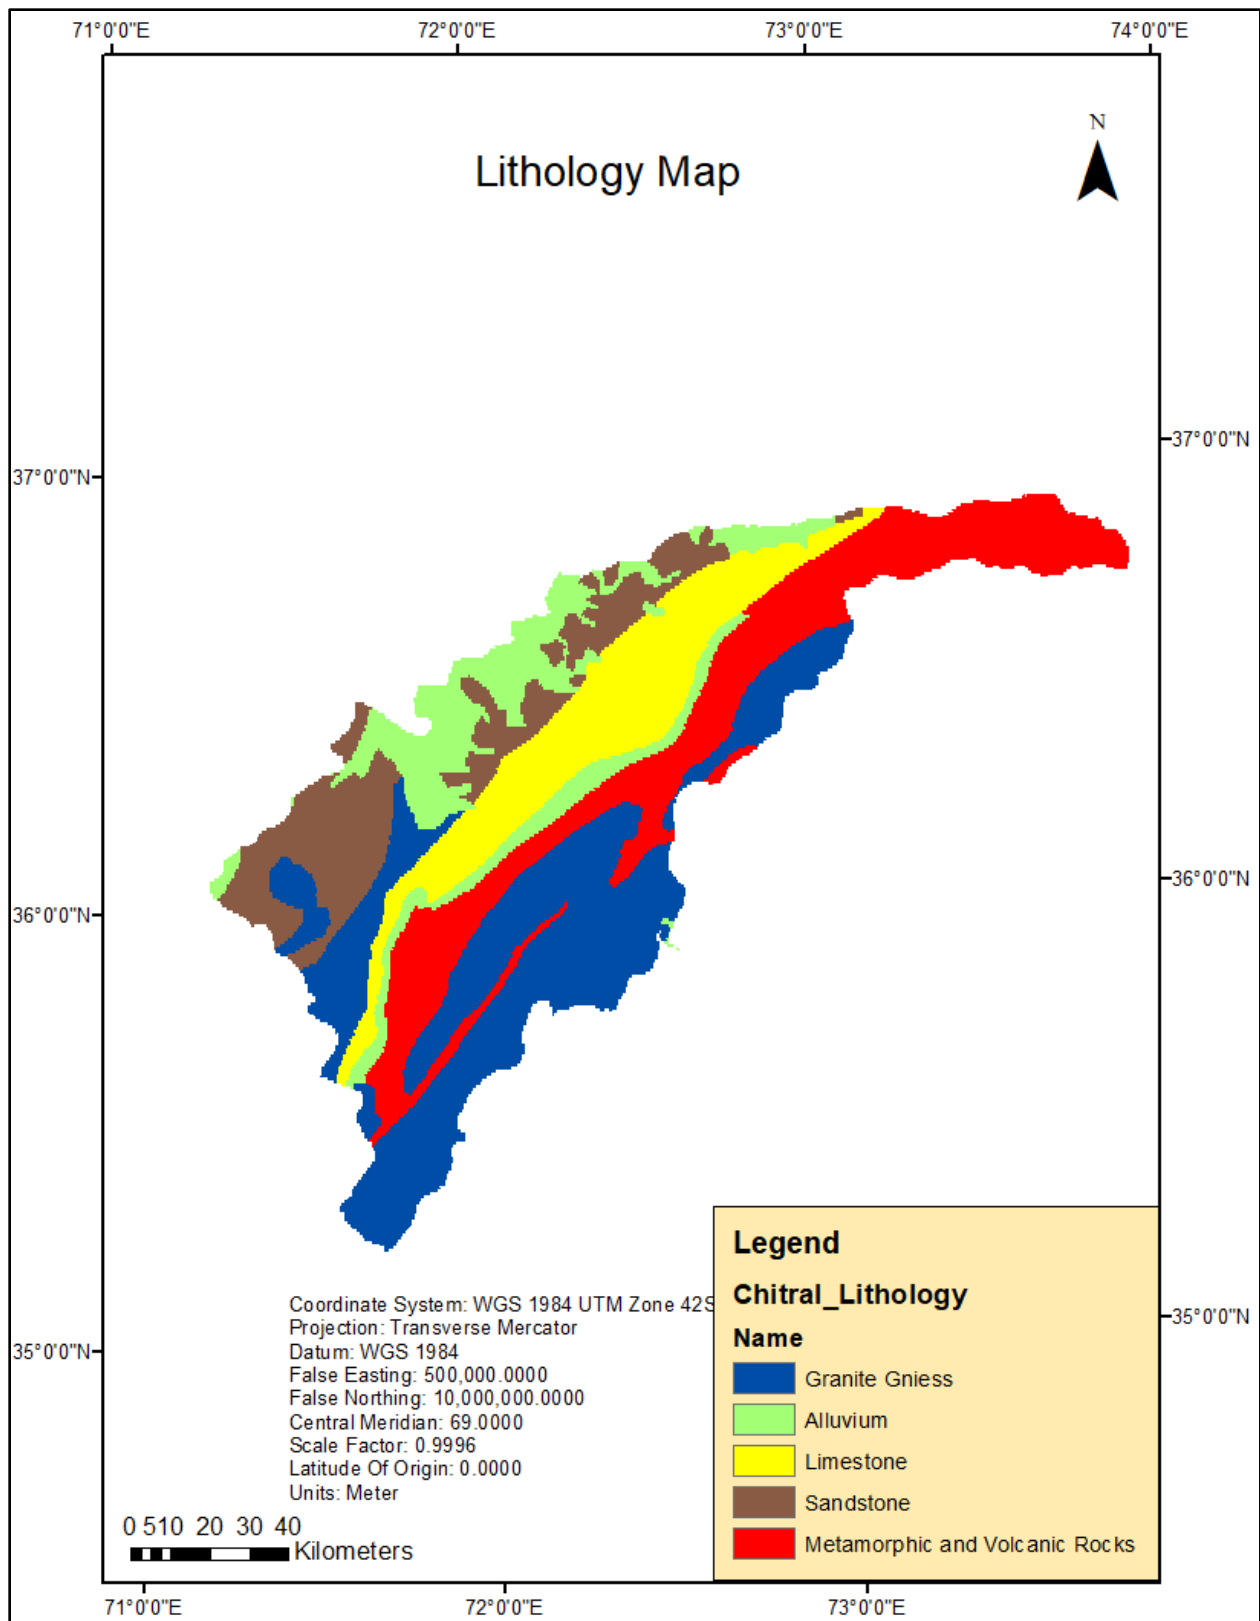 71°0'0"E 72°0'0"E 73°0'0"E 74°0'0"E
N
Lithology Map
37°0'0"N
37°0'0"N
36°0'0"N
36°0'0"N
35°0'0"N
35°0'0"N
Coordinate System: WGS 1984 UTM Zone 42S
Projection: Transverse Mercator
Datum: WGS 1984
False Easting: 500,000.0000
False Northing: 10,000,000.0000
Central Meridian: 69.0000
Scale Factor: 0.9996
Latitude Of Origin: 0.0000
Units: Meter
0 510 20 30 40
Kilometers
Legend
Chitral_Lithology
Name
Granite Gniess
Alluvium
Limestone
Sandstone
Metamorphic and Volcanic Rocks
71°0'0"E 72°0'0"E 73°0'0"E